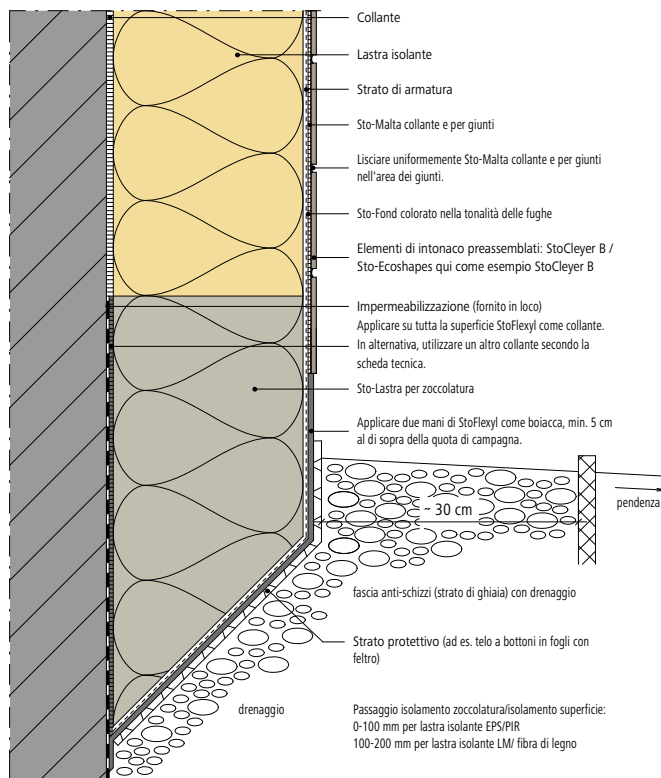 Collante
Lastra isolante
Strato di armatura
Sto-Malta collante e per giunti
Lisciare uniformemente Sto-Malta collante e per giunti
nell'area dei giunti.
Sto-Fond colorato nella tonalità delle fughe
Elementi di intonaco preassemblati: StoCleyer B /
Sto-Ecoshapes qui come esempio StoCleyer B
Impermeabilizzazione (fornito in loco)
Applicare su tutta la superficie StoFlexyl come collante.
In alternativa, utilizzare un altro collante secondo la
scheda tecnica.
Sto-Lastra per zoccolatura
Applicare due mani di StoFlexyl come boiacca, min. 5 cm
al di sopra della quota di campagna.
pendenza
~ 30 cm
fascia anti-schizzi (strato di ghiaia) con drenaggio
Strato protettivo (ad es. telo a bottoni in fogli con
feltro)
drenaggio
Passaggio isolamento zoccolatura/isolamento superficie:
0-100 mm per lastra isolante EPS/PIR
100-200 mm per lastra isolante LM/ fibra di legno